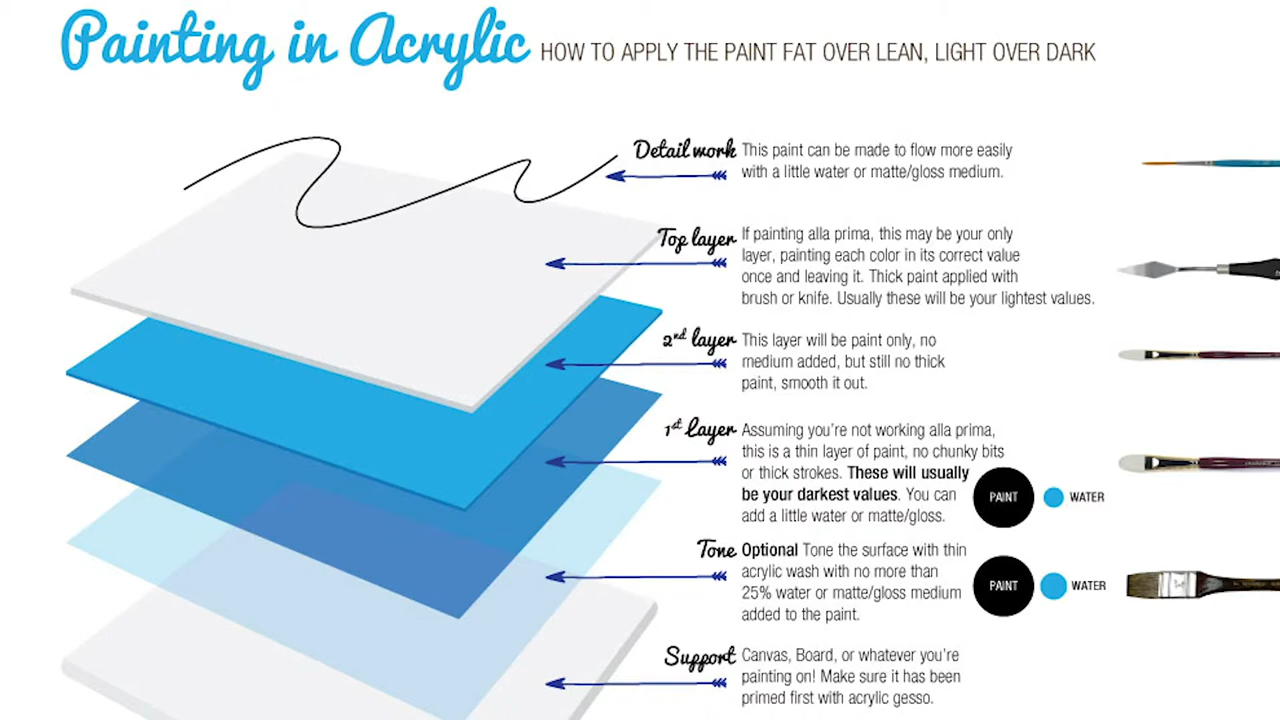 Painting in Acrylic HOW TO APPLY THE PAINT FAT OVER LEAN, LIGHT OVER DARK
Detail work This paint can be made to flow more easily
with a little water or matte/gloss medium.
Top layer If painting alla prima, this may be your only
layer, painting each color in its correct value
once and leaving it. Thick paint applied with
brush or knife. Usually these will be your lightest values.
2nd layer This layer will be paint only, no
medium added, but still no thick
paint, smooth it out.
1st Layer Assuming you're not working alla prima,
this is a thin layer of paint, no chunky bits
or thick strokes. These will usually
be your darkest values. You can
add a little water or matte/gloss.
PAINT WATER
Tone Optional Tone the surface with thin
acrylic wash with no more than
25% water or matte/gloss medium
added to the paint.
PAINT WATER
Support Canvas, Board, or whatever you're
painting on! Make sure it has been
primed first with acrylic gesso.